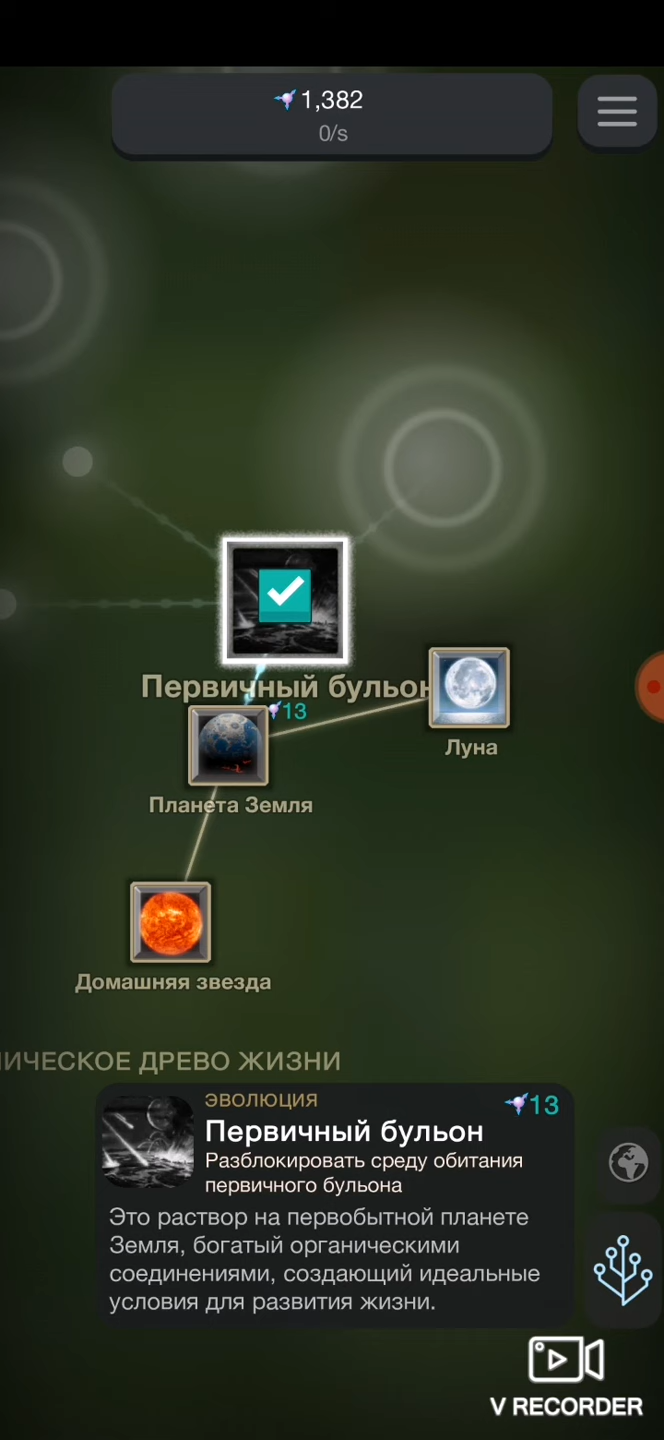 1,382
0/s
Первичный бульон
13
Луна
Планета Земля
Домашняя звезда
ИЧЕСКОЕ ДРЕВО ЖИЗНИ
ЭВОЛЮЦИЯ
13
Первичный бульон
Разблокировать среду обитания
первичного бульона
Это раствор на первобытной планете
Земля, богатый органическими
соединениями, создающий идеальные
условия для развития жизни.
V RECORDER